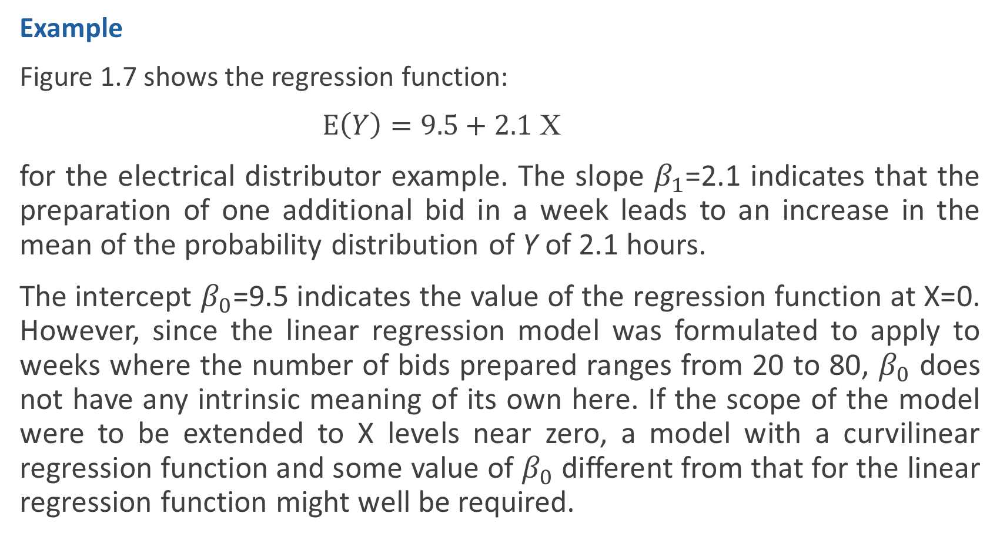 Example
Figure 1.7 shows the regression function:
E(Y) = 9.5 + 2.1 X
for the electrical distributor example. The slope β₁=2.1 indicates that the
preparation of one additional bid in a week leads to an increase in the
mean of the probability distribution of Y of 2.1 hours.
The intercept β₀=9.5 indicates the value of the regression function at X=0.
However, since the linear regression model was formulated to apply to
weeks where the number of bids prepared ranges from 20 to 80, β₀ does
not have any intrinsic meaning of its own here. If the scope of the model
were to be extended to X levels near zero, a model with a curvilinear
regression function and some value of β₀ different from that for the linear
regression function might well be required.